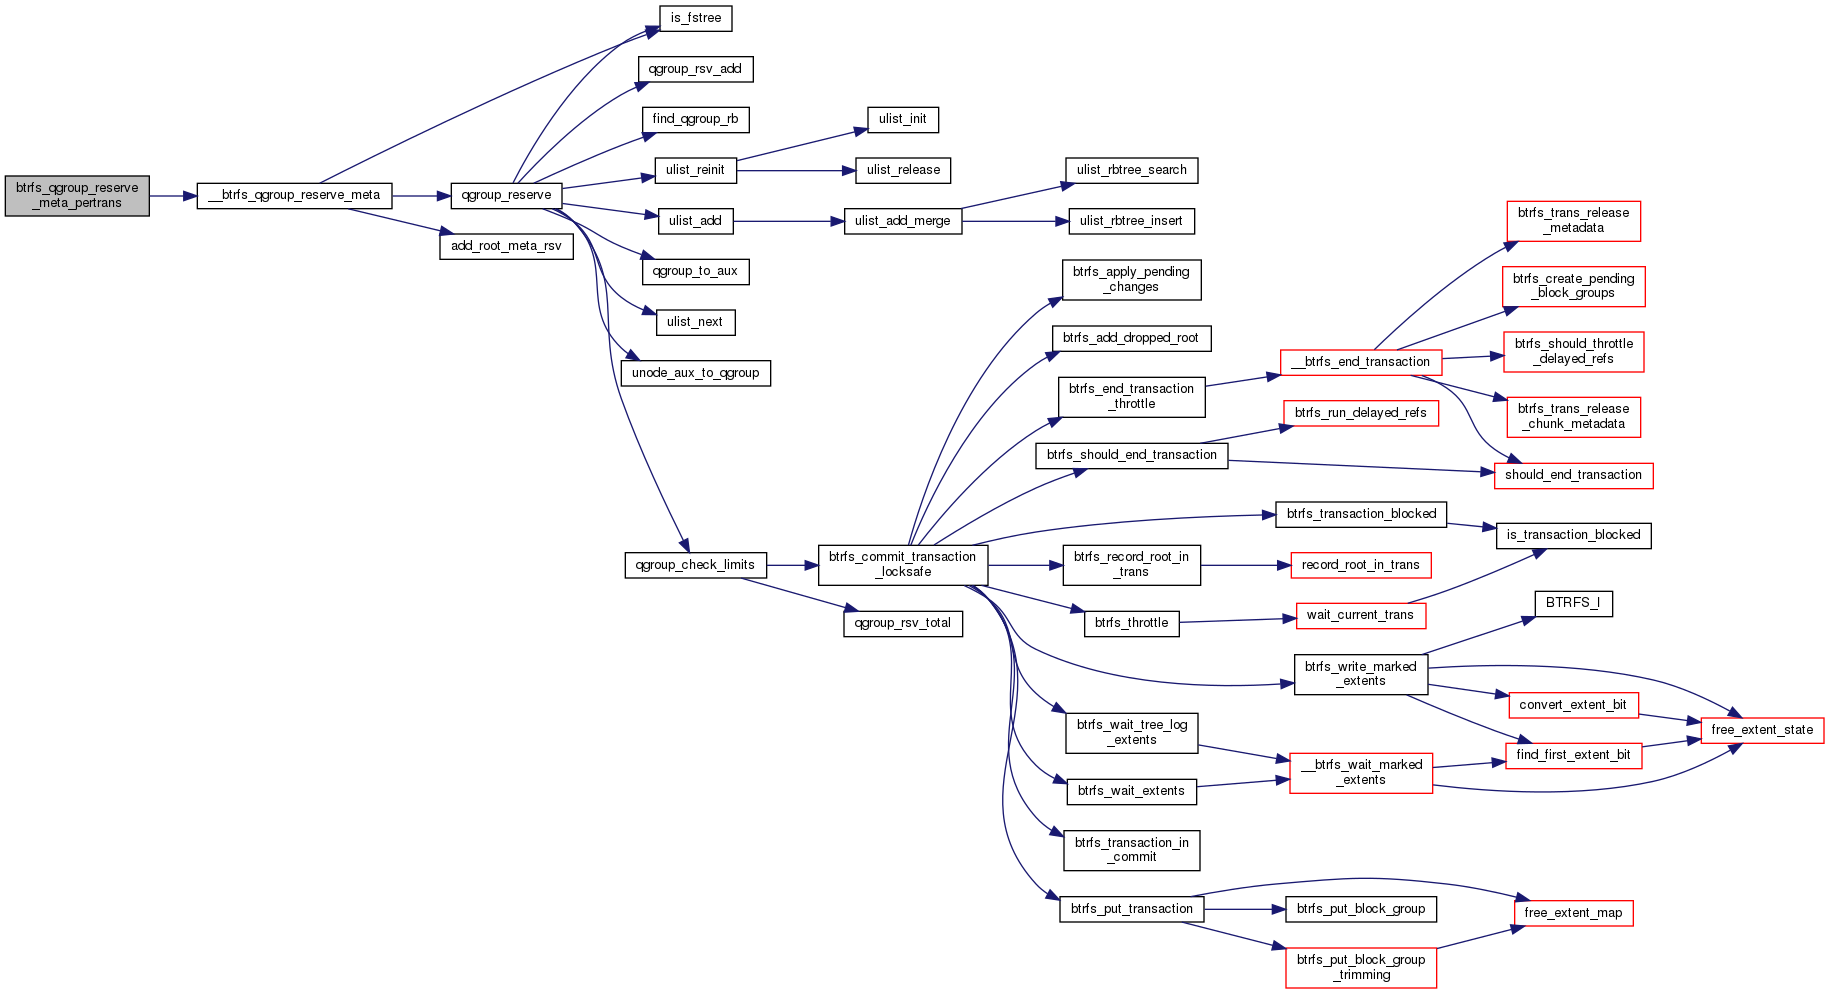 btrfs_qgroup_reserve
_meta_pertrans
__btrfs_qgroup_reserve_meta
is_fstree
qgroup_reserve
add_root_meta_rsv
qgroup_rsv_add
find_qgroup_rb
ulist_reinit
ulist_add
qgroup_to_aux
ulist_next
unode_aux_to_qgroup
qgroup_check_limits
ulist_init
ulist_release
ulist_add_merge
ulist_rbtree_search
ulist_rbtree_insert
btrfs_commit_transaction
_locksafe
qgroup_rsv_total
btrfs_apply_pending
_changes
btrfs_add_dropped_root
btrfs_end_transaction
_throttle
btrfs_should_end_transaction
btrfs_transaction_blocked
btrfs_record_root_in
_trans
btrfs_throttle
btrfs_write_marked
_extents
btrfs_wait_tree_log
_extents
btrfs_wait_extents
btrfs_transaction_in
_commit
btrfs_put_transaction
__btrfs_end_transaction
btrfs_run_delayed_refs
record_root_in_trans
wait_current_trans
__btrfs_wait_marked
_extents
btrfs_put_block_group
btrfs_put_block_group
_trimming
btrfs_trans_release
_metadata
btrfs_create_pending
_block_groups
btrfs_should_throttle
_delayed_refs
btrfs_trans_release
_chunk_metadata
should_end_transaction
is_transaction_blocked
BTRFS_I
convert_extent_bit
find_first_extent_bit
free_extent_state
free_extent_map